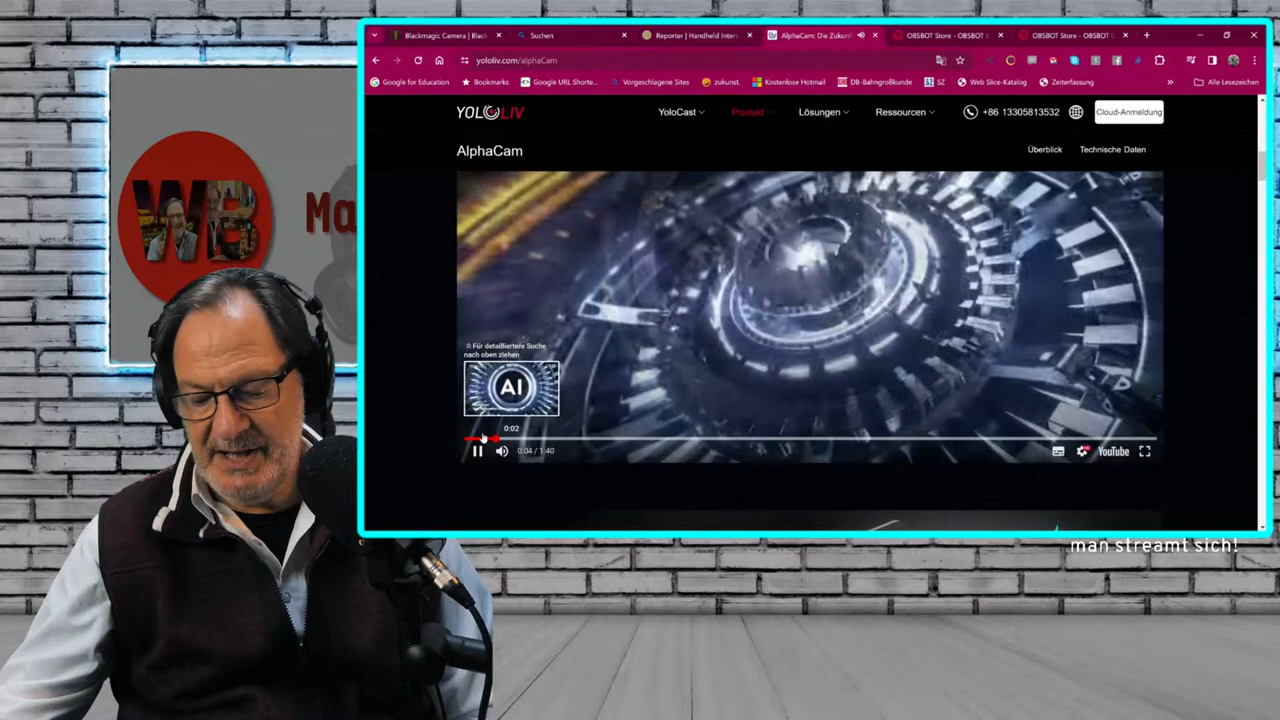 Blackmagic Camera | Black
Suchen
Reporter | Handheld Inter
AlphaCam: Die Zukunft
OBSBOT Store - OBSBOT U
OBSBOT Store - OBSBOT
yololiv.com/alphaCam
Google for Education
Bookmarks
Google URL Shorte...
Vorgeschlagene Sites
zukunst.
Kostenlose Hotmail
DB-Bahngroßkunde
SZ
Web Slice-Katalog
Zeiterfassung
»
Alle Lesezeichen
YOLOLIV
YoloCast
Produkt
Lösungen
Ressourcen
+86 13305813532
Cloud-Anmeldung
AlphaCam
Überblick
Technische Daten
WB
Ma
Für detailliertere Suche
nach oben ziehen
AI
0:02
0:04 / 1:40
YouTube
man streamt sich!